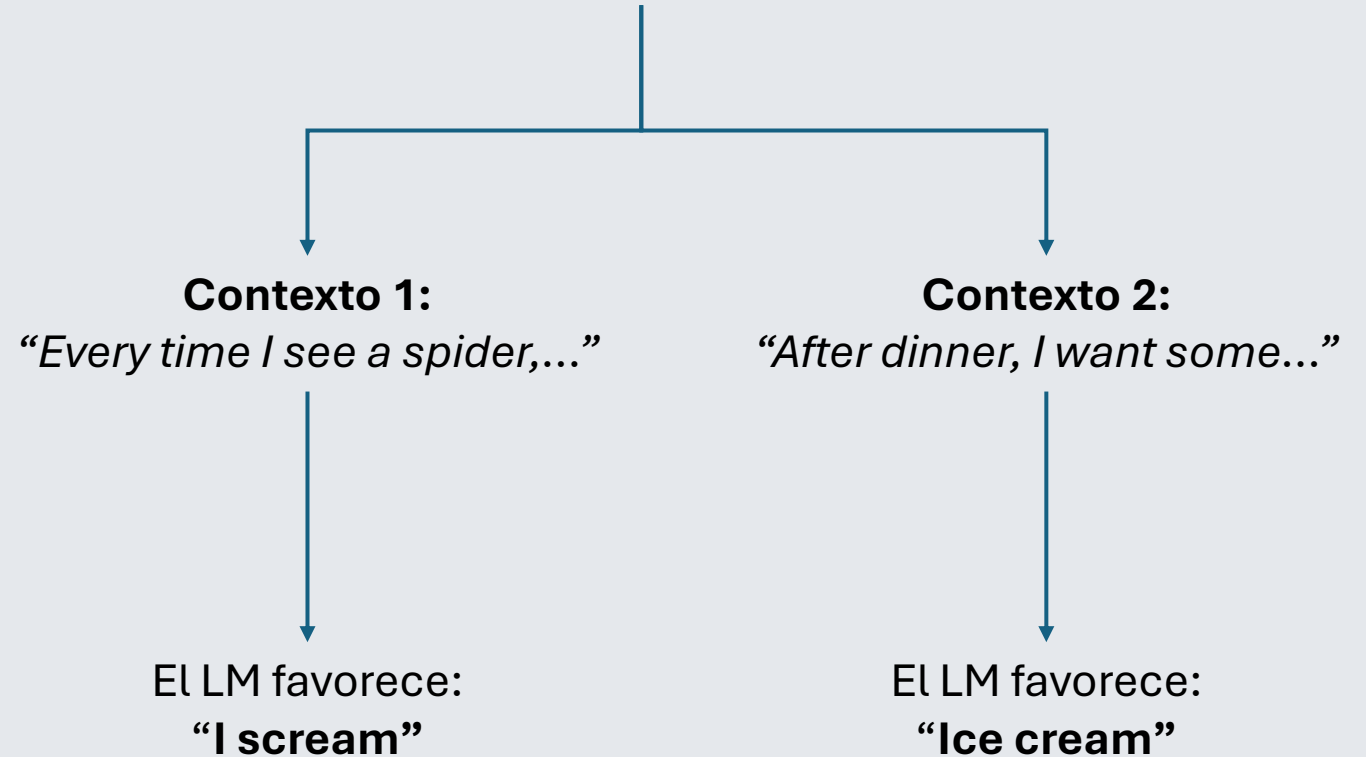 Contexto 1:
“Every time I see a spider,...”
El LM favorece:
“I scream”
Contexto 2:
“After dinner, I want some...”
El LM favorece:
“Ice cream”